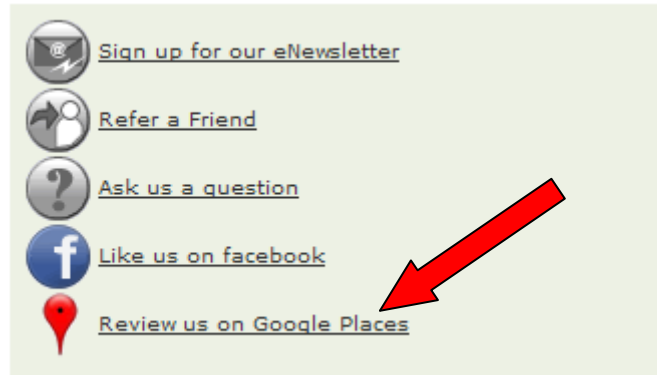 Sign up for our eNewsletter
Refer a Friend
Ask us a question
Like us on facebook
Review us on Google Places